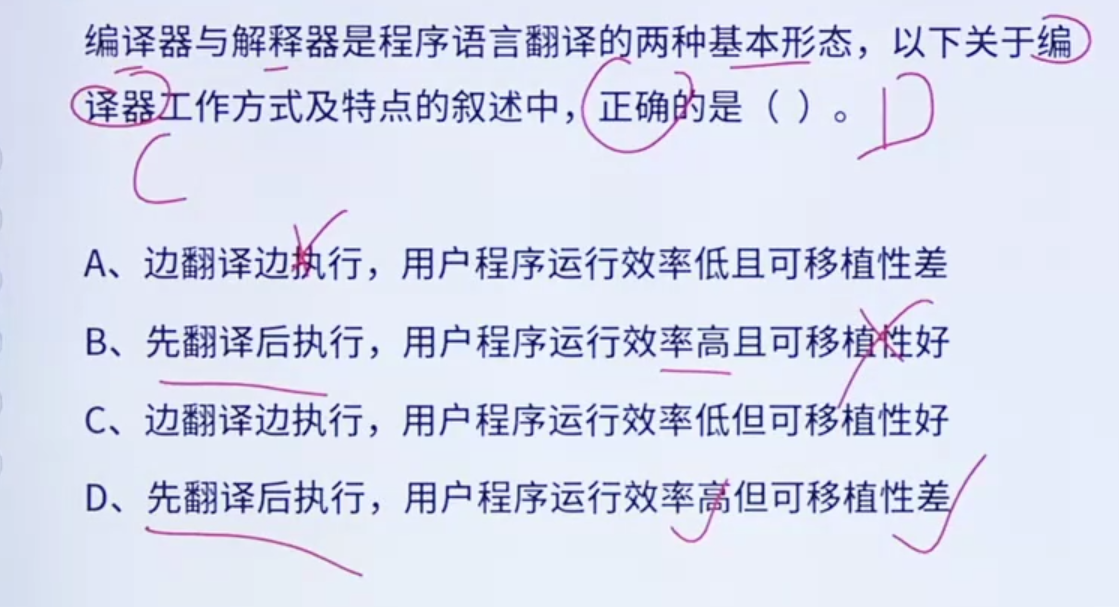 编译器与解释器是程序语言翻译的两种基本形态，以下关于编
译器工作方式及特点的叙述中，正确的是（ ）。
D
C
A、边翻译边执行，用户程序运行效率低且可移植性差
B、先翻译后执行，用户程序运行效率高且可移植性好
C、边翻译边执行，用户程序运行效率低但可移植性好
D、先翻译后执行，用户程序运行效率高但可移植性差